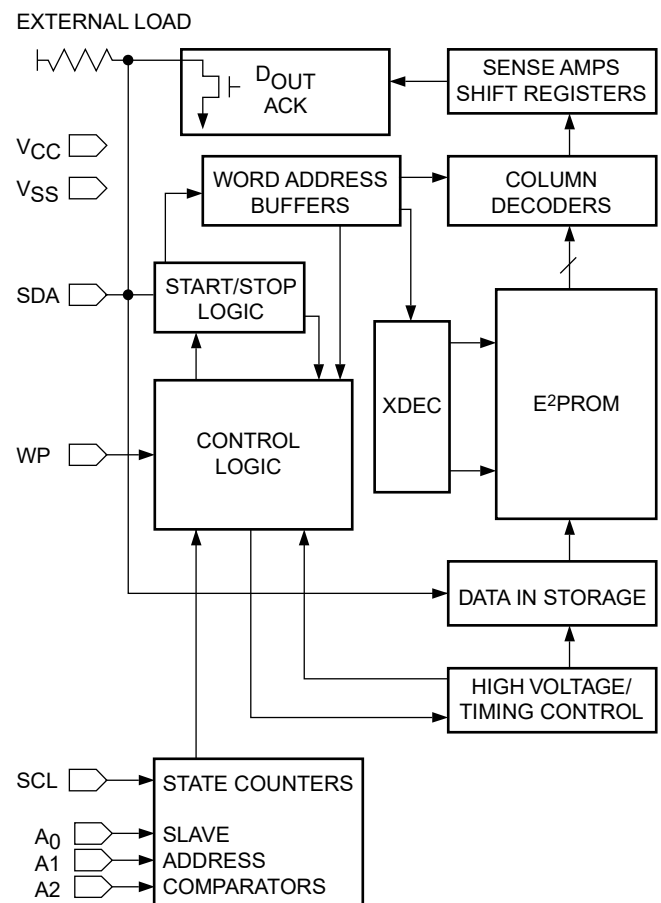 EXTERNAL LOAD
DOUT
ACK
SENSE AMPS
SHIFT REGISTERS
VCC
VSS
WORD ADDRESS
BUFFERS
COLUMN
DECODERS
SDA
START/STOP
LOGIC
XDEC
E²PROM
WP
CONTROL
LOGIC
DATA IN STORAGE
HIGH VOLTAGE/
TIMING CONTROL
SCL
STATE COUNTERS
A0
SLAVE
A1
ADDRESS
A2
COMPARATORS